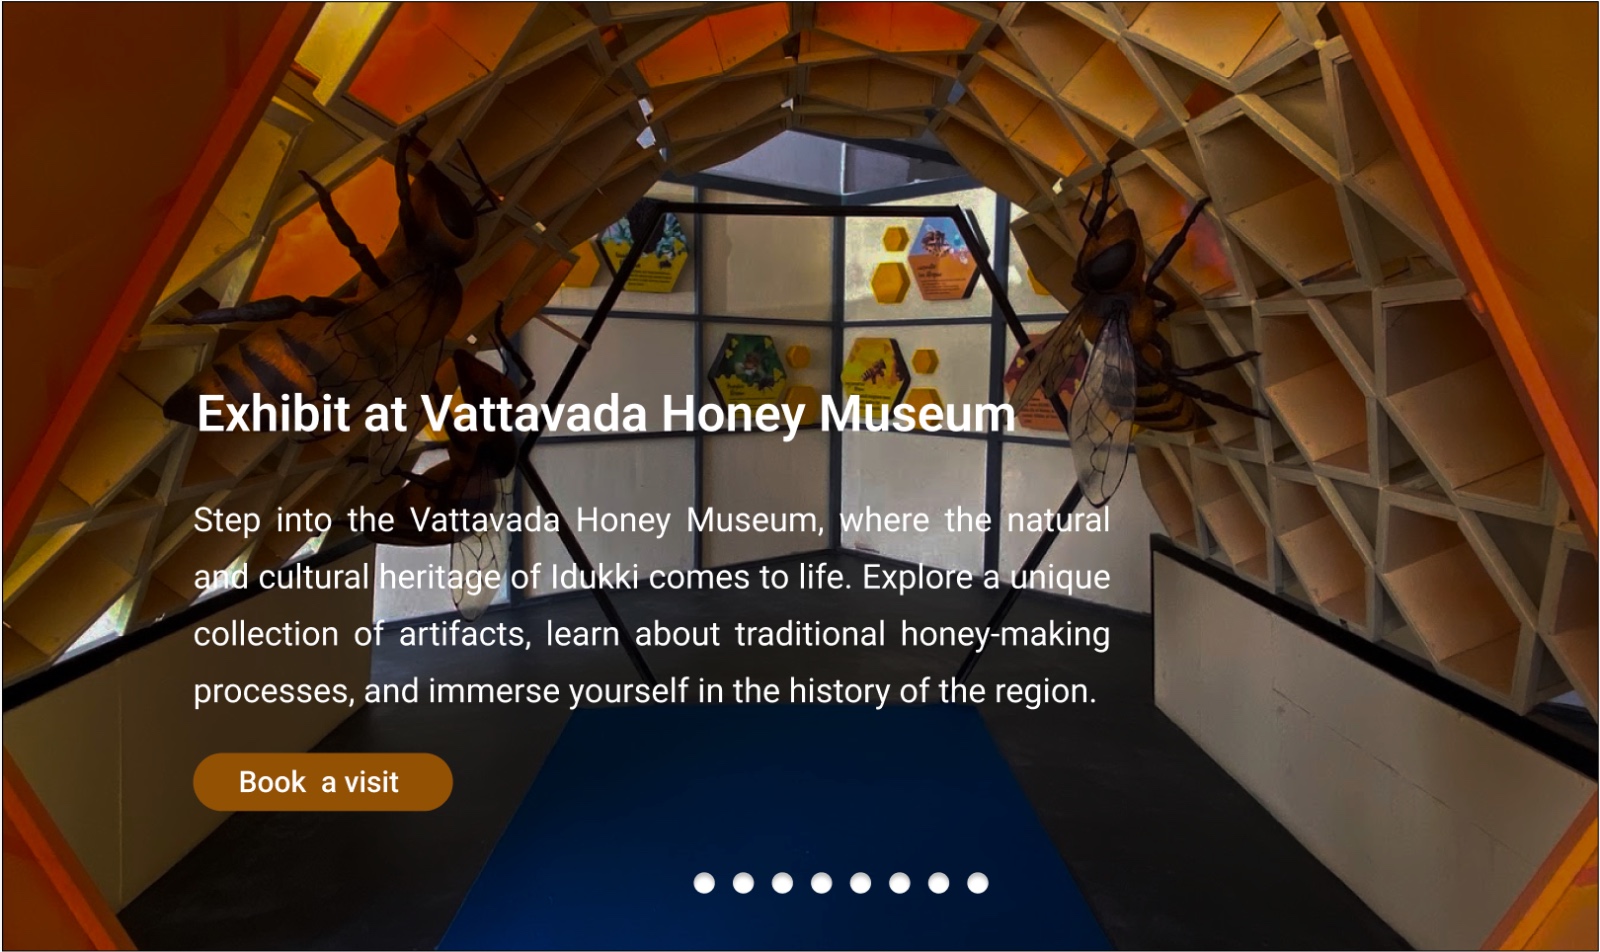 Exhibit at Vattavada Honey Museum
Step into the Vattavada Honey Museum, where the natural
and cultural heritage of Idukki comes to life. Explore a unique
collection of artifacts, learn about traditional honey-making
processes, and immerse yourself in the history of the region.
Book a visit